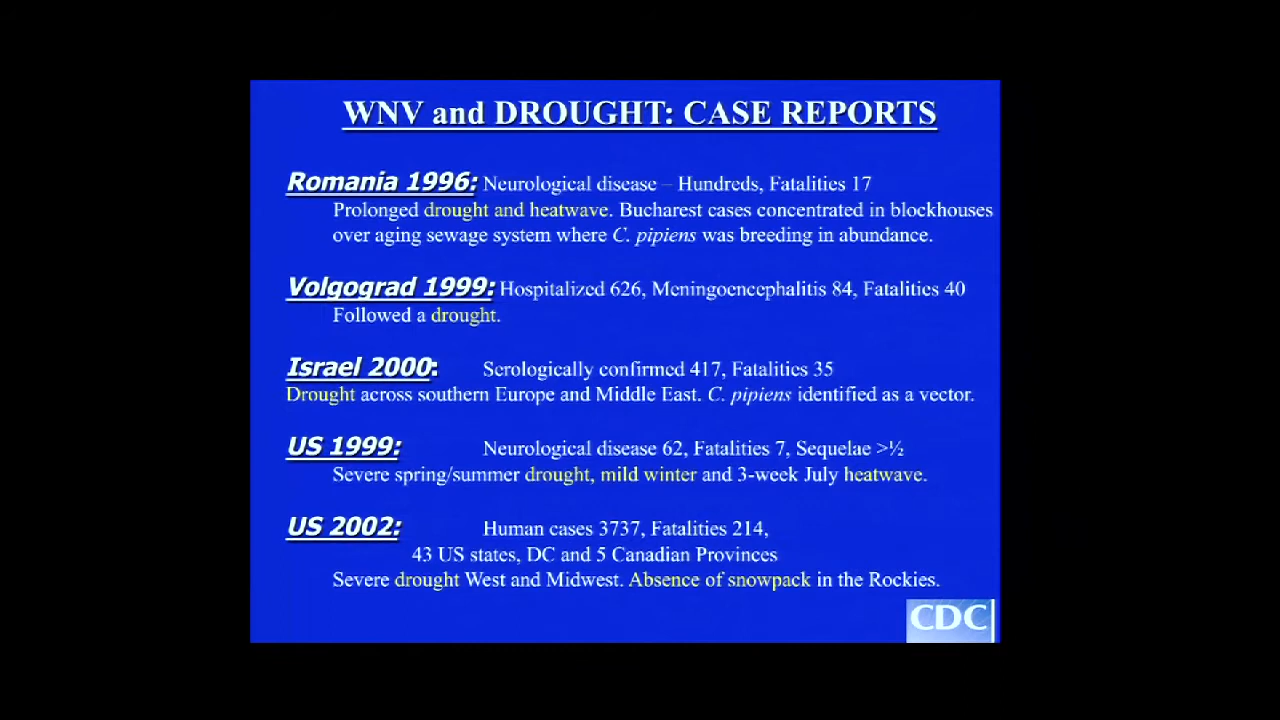 WNV and DROUGHT: CASE REPORTS
Romania 1996: Neurological disease – Hundreds, Fatalities 17
Prolonged drought and heatwave. Bucharest cases concentrated in blockhouses
over aging sewage system where C. pipiens was breeding in abundance.
Volgograd 1999: Hospitalized 626, Meningoencephalitis 84, Fatalities 40
Followed a drought.
Israel 2000: Serologically confirmed 417, Fatalities 35
Drought across southern Europe and Middle East. C. pipiens identified as a vector.
US 1999: Neurological disease 62, Fatalities 7, Sequelae >½
Severe spring/summer drought, mild winter and 3-week July heatwave.
US 2002: Human cases 3737, Fatalities 214,
43 US states, DC and 5 Canadian Provinces
Severe drought West and Midwest. Absence of snowpack in the Rockies.
CDC